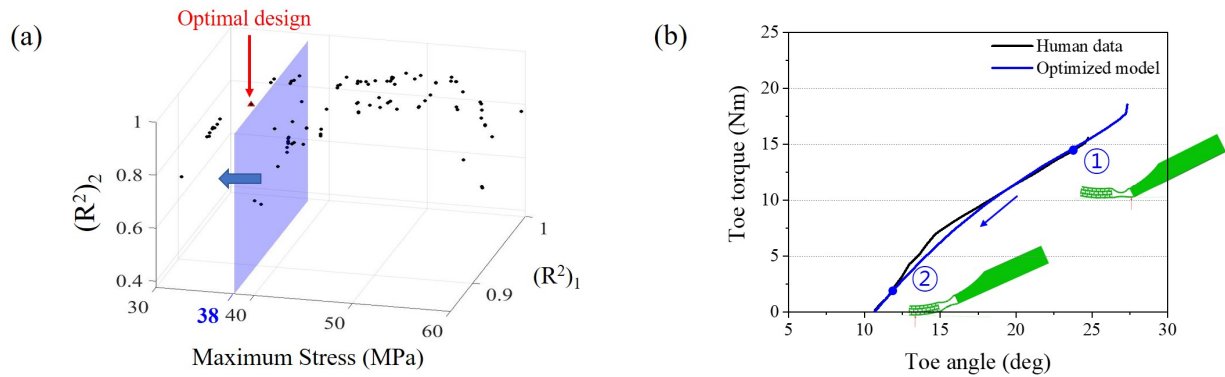 (a)
Optimal design
1
0.8
0.6
0.4
(R²)₂
30
38
40
50
60
0.9
1
(R²)₁
Maximum Stress (MPa)
(b)
25
20
15
10
5
0
Toe torque (Nm)
Human data
Optimized model
①
②
5
10
15
20
25
30
Toe angle (deg)